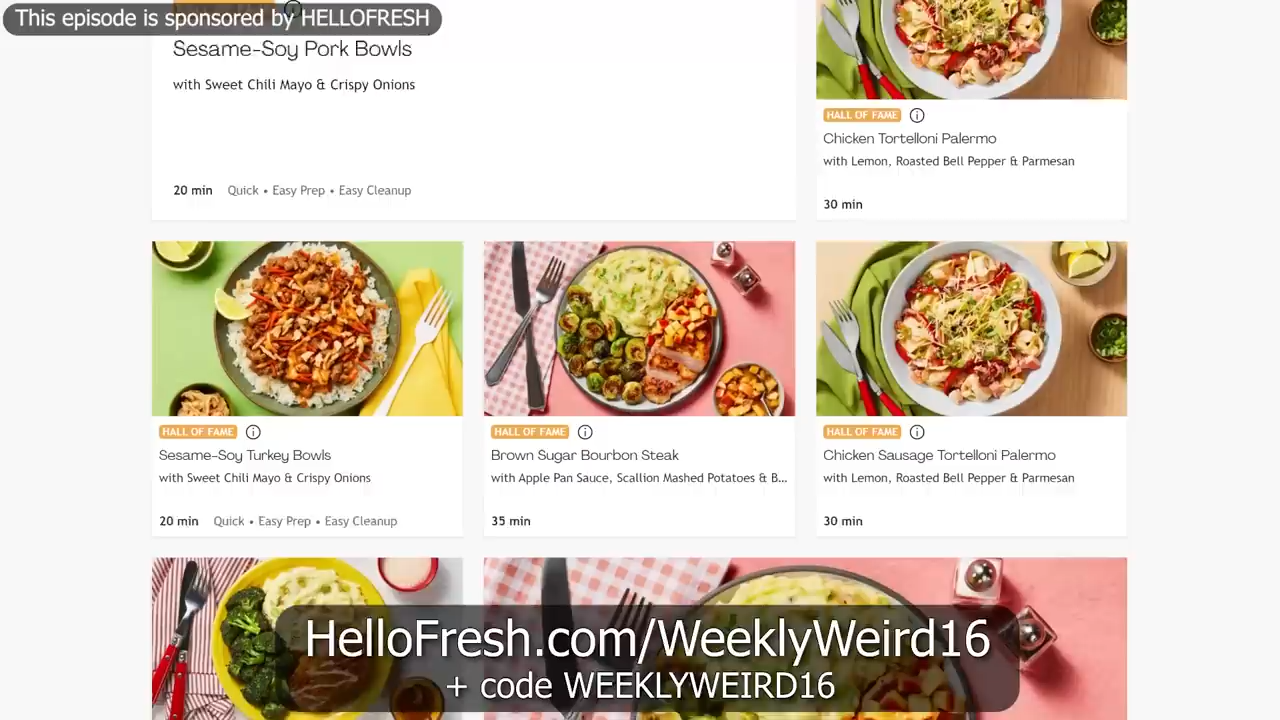 This episode is sponsored by HELLOFRESH
Sesame-Soy Pork Bowls
with Sweet Chili Mayo & Crispy Onions
20 min Quick • Easy Prep • Easy Cleanup
HALL OF FAME
Chicken Tortelloni Palermo
with Lemon, Roasted Bell Pepper & Parmesan
30 min
HALL OF FAME
Sesame-Soy Turkey Bowls
with Sweet Chili Mayo & Crispy Onions
20 min Quick • Easy Prep • Easy Cleanup
HALL OF FAME
Brown Sugar Bourbon Steak
with Apple Pan Sauce, Scallion Mashed Potatoes & B...
35 min
HALL OF FAME
Chicken Sausage Tortelloni Palermo
with Lemon, Roasted Bell Pepper & Parmesan
30 min
HelloFresh.com/WeeklyWeird16
+ code WEEKLYWEIRD16